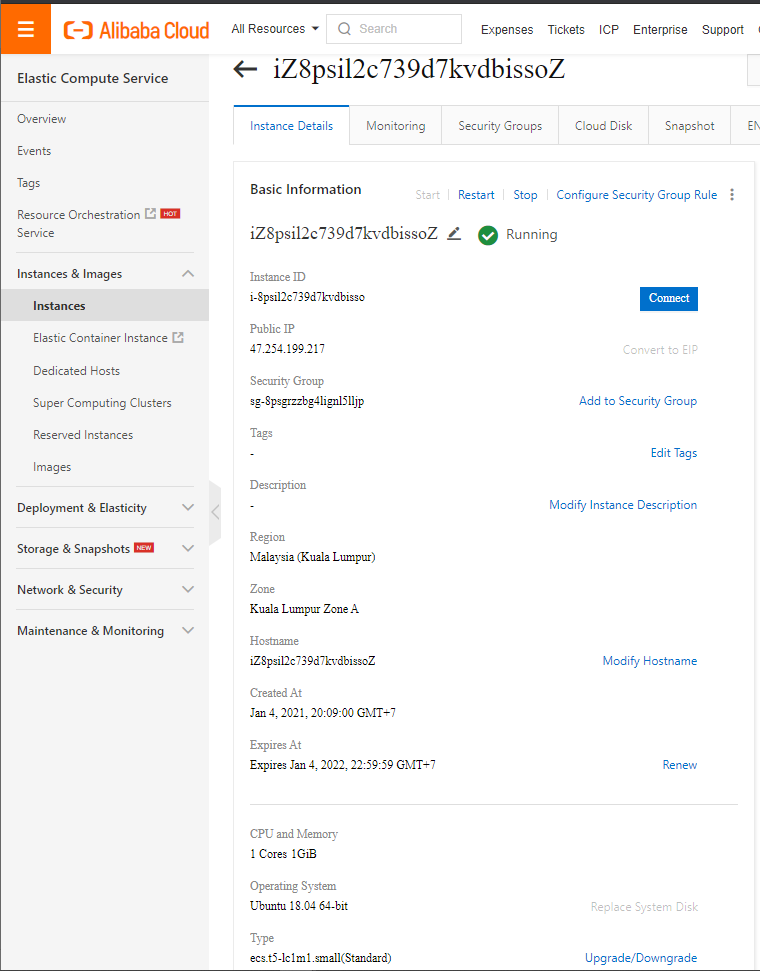 Alibaba Cloud
All Resources
Search
Expenses
Tickets
ICP
Enterprise
Support
Elastic Compute Service
Overview
Events
Tags
Resource Orchestration HOT
Service
Instances & Images
Instances
Elastic Container Instance
Dedicated Hosts
Super Computing Clusters
Reserved Instances
Images
Deployment & Elasticity
Storage & Snapshots NEW
Network & Security
Maintenance & Monitoring
iZ8psil2c739d7kvdbissoZ
Instance Details
Monitoring
Security Groups
Cloud Disk
Snapshot
EN
Basic Information
Start
Restart
Stop
Configure Security Group Rule
iZ8psil2c739d7kvdbissoZ
Running
Instance ID
i-8psil2c739d7kvdbisso
Connect
Public IP
47.254.199.217
Convert to EIP
Security Group
sg-8psgrzzbg4lignl5lljp
Add to Security Group
Tags
-
Edit Tags
Description
-
Modify Instance Description
Region
Malaysia (Kuala Lumpur)
Zone
Kuala Lumpur Zone A
Hostname
iZ8psil2c739d7kvdbissoZ
Modify Hostname
Created At
Jan 4, 2021, 20:09:00 GMT+7
Expires At
Expires Jan 4, 2022, 22:59:59 GMT+7
Renew
CPU and Memory
1 Cores 1GiB
Operating System
Ubuntu 18.04 64-bit
Replace System Disk
Type
ecs.t5-lc1m1.small(Standard)
Upgrade/Downgrade